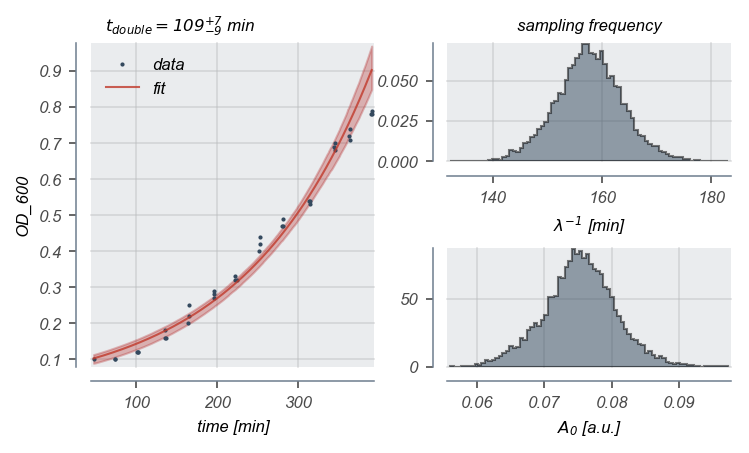 t_double = 109 +7 −9 min
data
fit
0.9
0.8
0.7
0.6
0.5
0.4
0.3
0.2
0.1
OD_600
100 200 300
time [min]
sampling frequency
0.050
0.025
0.000
140 160 180
λ⁻¹ [min]
50
0
0.06 0.07 0.08 0.09
A₀ [a.u.]